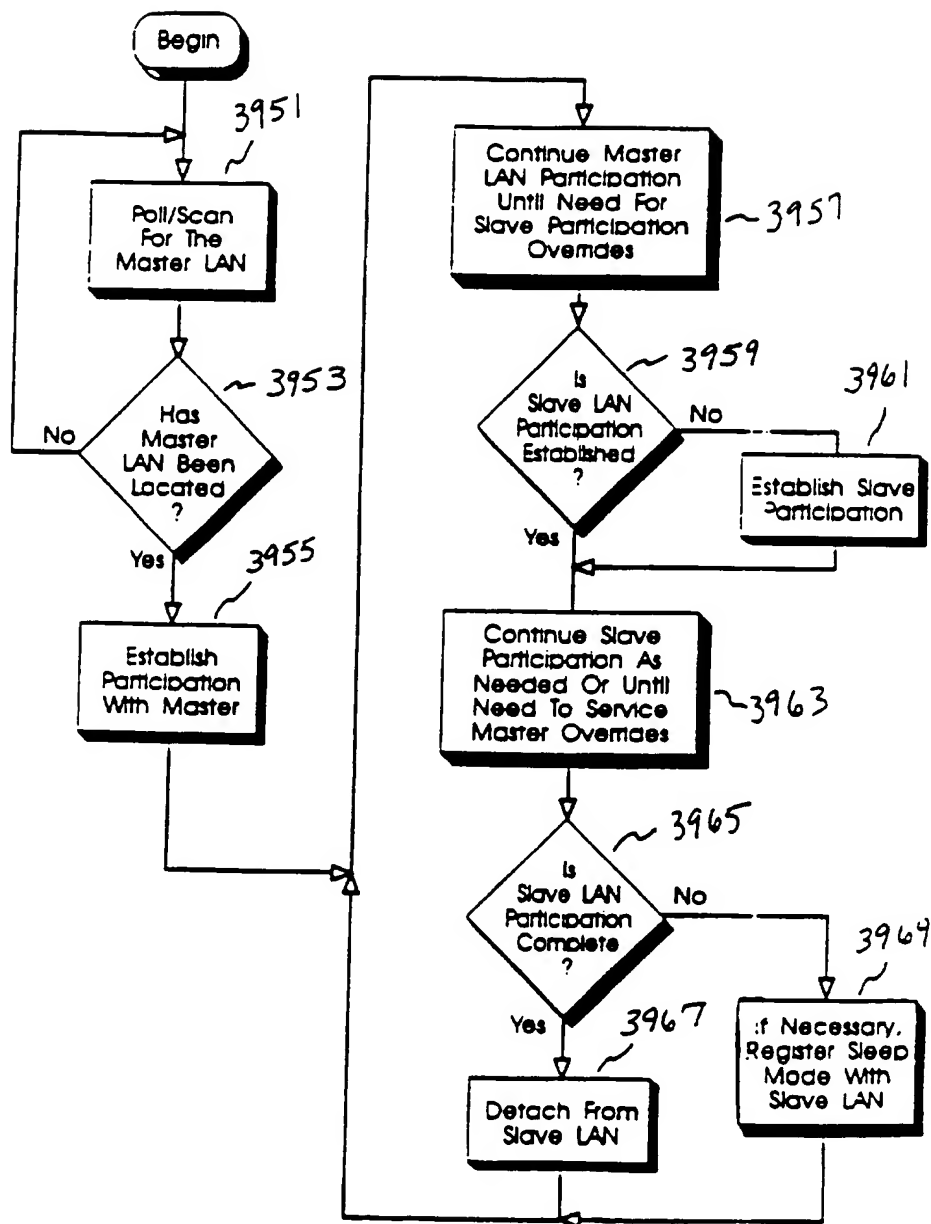 Begin
3951
Poll/Scan
For The
Master LAN
3953
Has
Master
LAN Been
Located
?
No
Yes
3955
Establish
Participation
With Master
Continue Master
LAN Participation
Until Need For
Slave Participation
Overrides
3957
3959
Is
Slave LAN
Participation
Established
?
No
Yes
3961
Establish Slave
Participation
Continue Slave
Participation As
Needed Or Until
Need To Service
Master Overrides
3963
3965
Is
Slave LAN
Participation
Complete
?
No
Yes
3967
Detach From
Slave LAN
3969
If Necessary,
Register Sleep
Mode With
Slave LAN